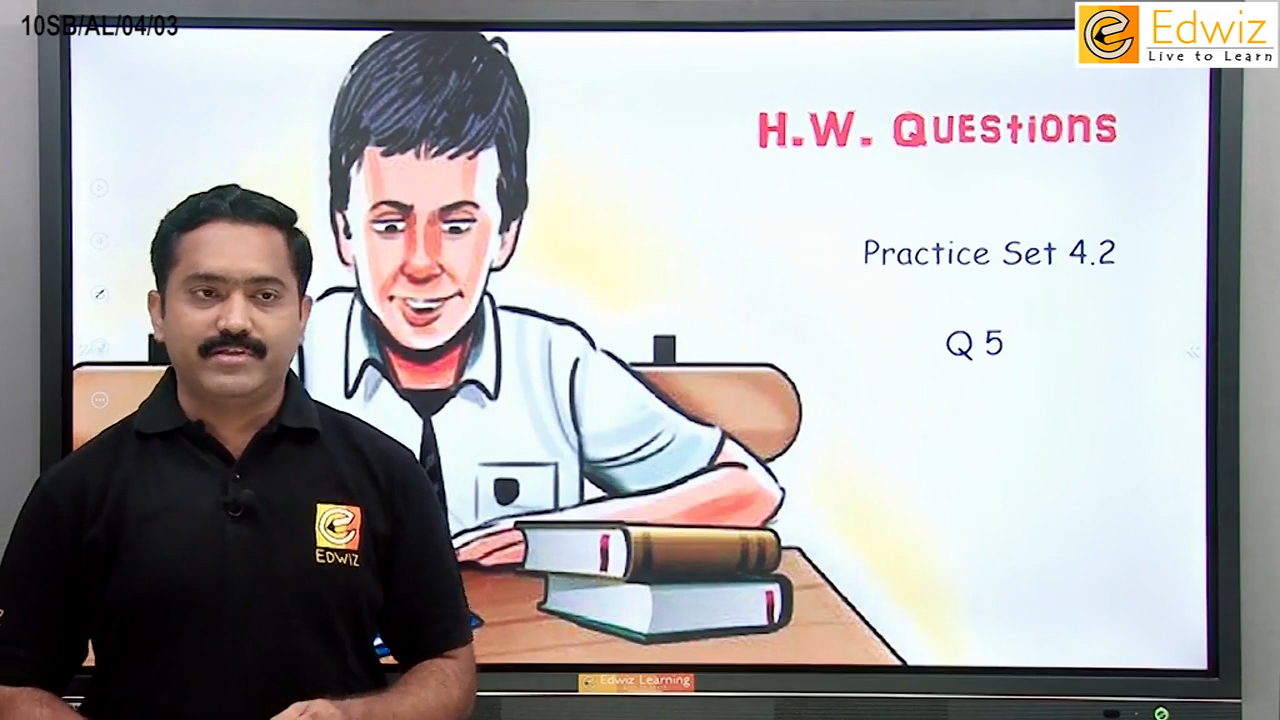 10SB/AL/04/03
Edwiz
Live to Learn
H.W. QUESTIONS
Practice Set 4.2
Q 5
EDWIZ
Edwiz Learning